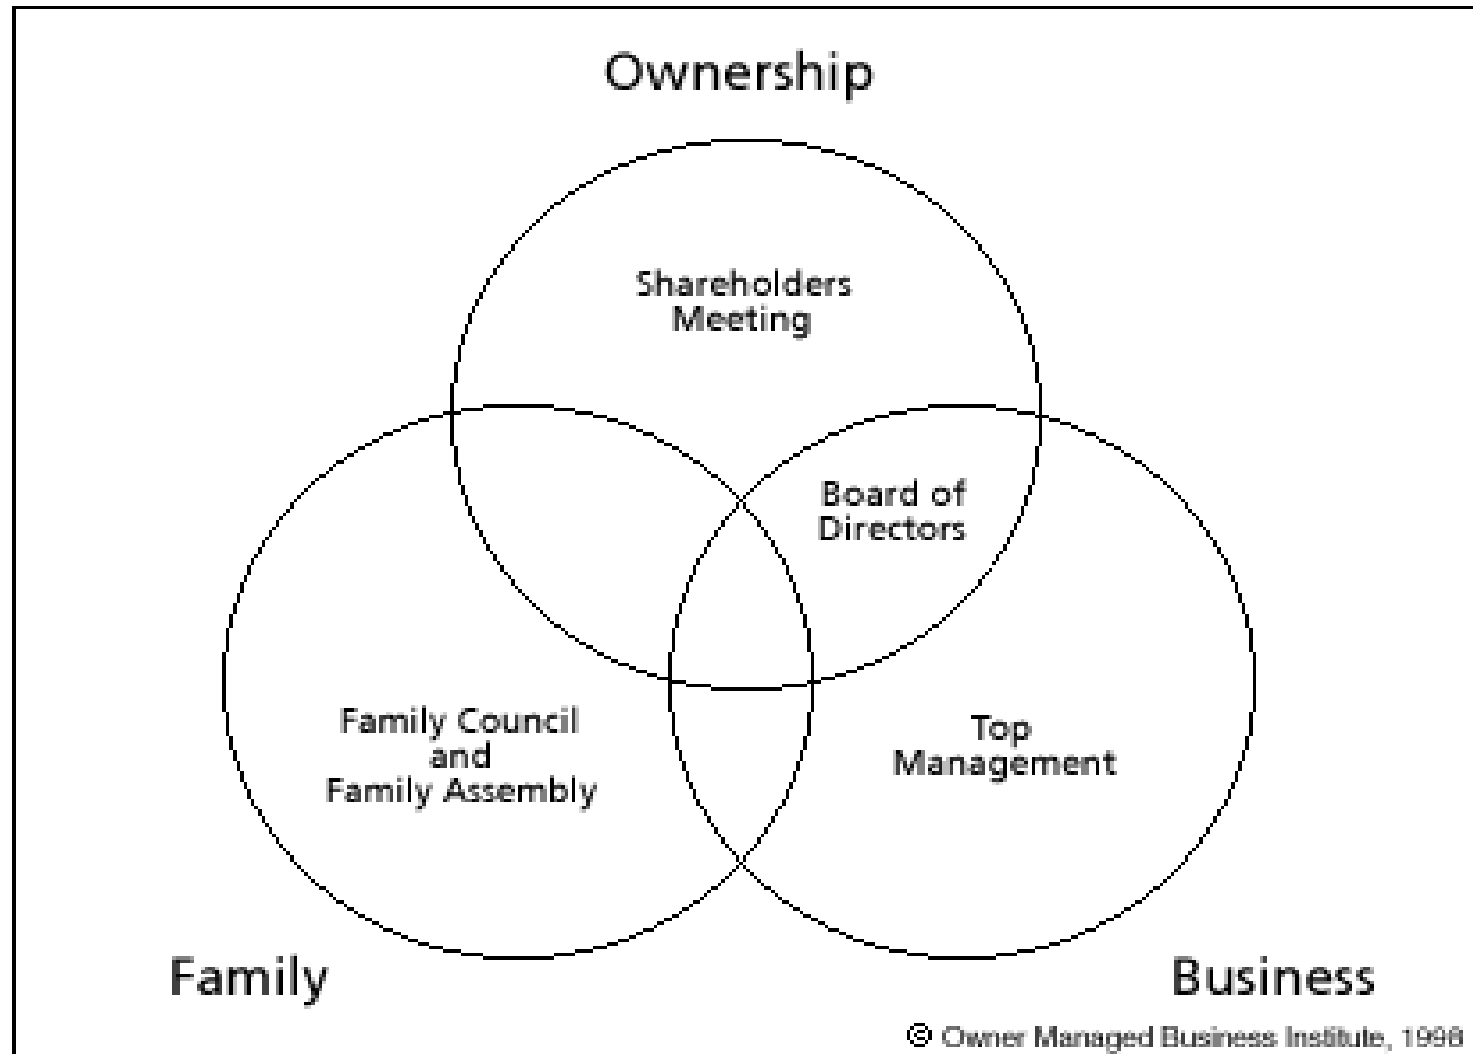 Ownership
Shareholders
Meeting
Board of
Directors
Family Council
and
Family Assembly
Top
Management
Family
Business
© Owner Managed Business Institute, 1998